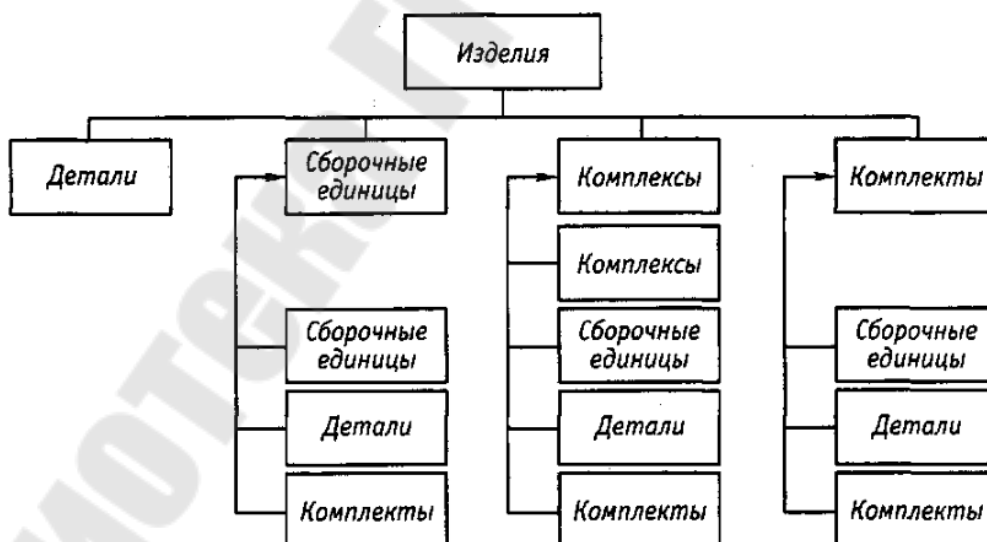 Изделия
Детали
Сборочные
единицы
Комплексы
Комплекты
Комплексы
Сборочные
единицы
Сборочные
единицы
Сборочные
единицы
Детали
Детали
Детали
Комплекты
Комплекты
Комплекты